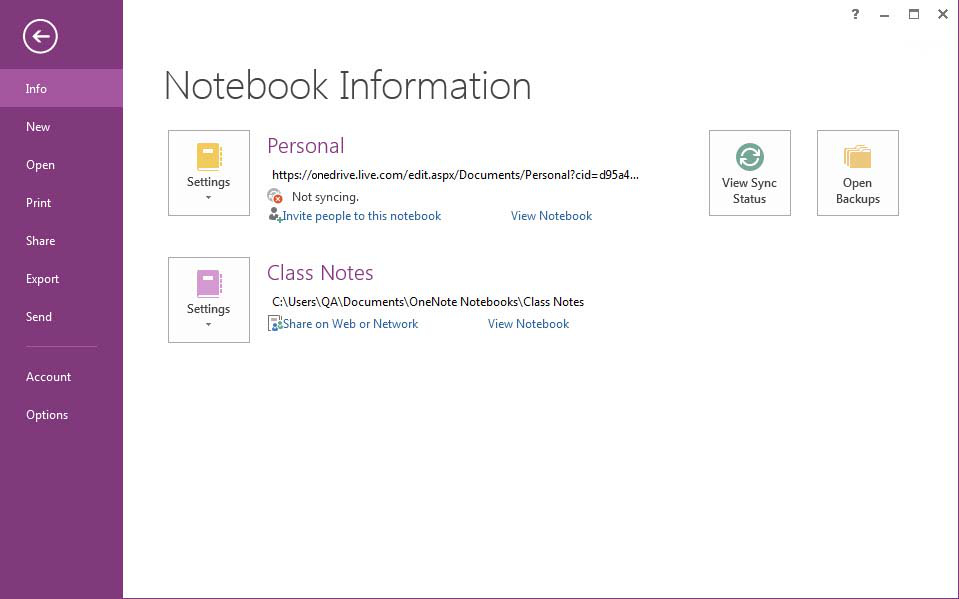 ?
Info
New
Open
Print
Share
Export
Send
Account
Options
Notebook Information
Settings
Personal
https://onedrive.live.com/edit.aspx/Documents/Personal?cid=d95a4...
Not syncing.
Invite people to this notebook
View Notebook
View Sync
Status
Open
Backups
Settings
Class Notes
C:\Users\QA\Documents\OneNote Notebooks\Class Notes
Share on Web or Network
View Notebook